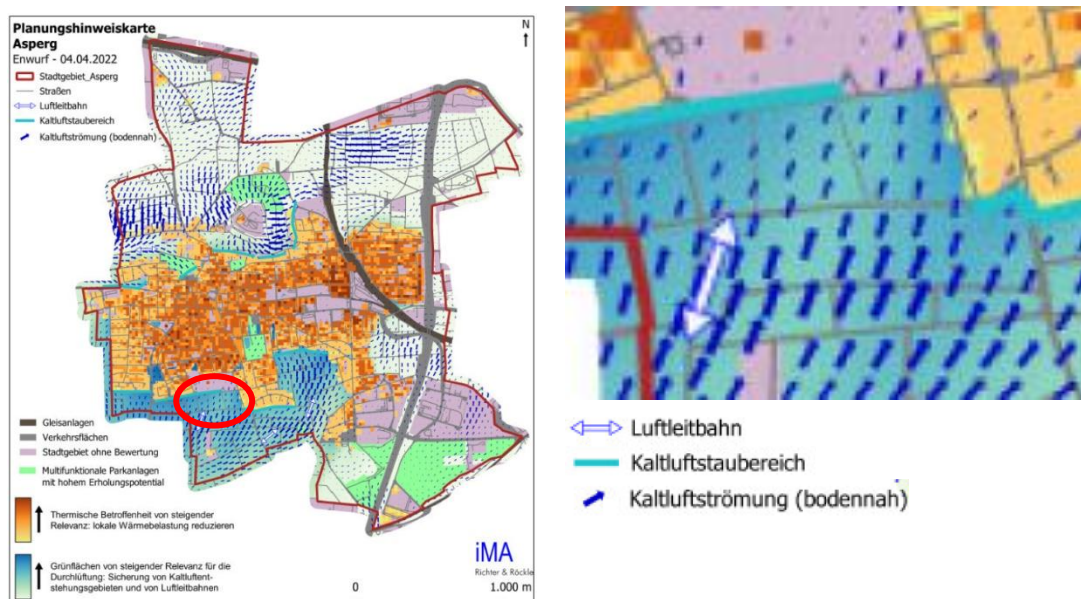 Planungshinweiskarte
Asperg
Enwurf - 04.04.2022
Stadtgebiet_Asperg
Straßen
Luftleitbahn
Kaltluftstaubereich
Kaltluftströmung (bodennah)
N
Gleisanlagen
Verkehrsflächen
Stadtgebiet ohne Bewertung
Multifunktionale Parkanlagen
mit hohem Erholungspotential
Thermische Betroffenheit von steigender
Relevanz: lokale Wärmebelastung reduzieren
Grünflächen von steigender Relevanz für die
Durchlüftung: Sicherung von Kaltluftent-
stehungsgebieten und von Luftleitbahnen
iMA
Richter & Röckle
0 1.000 m
Luftleitbahn
Kaltluftstaubereich
Kaltluftströmung (bodennah)